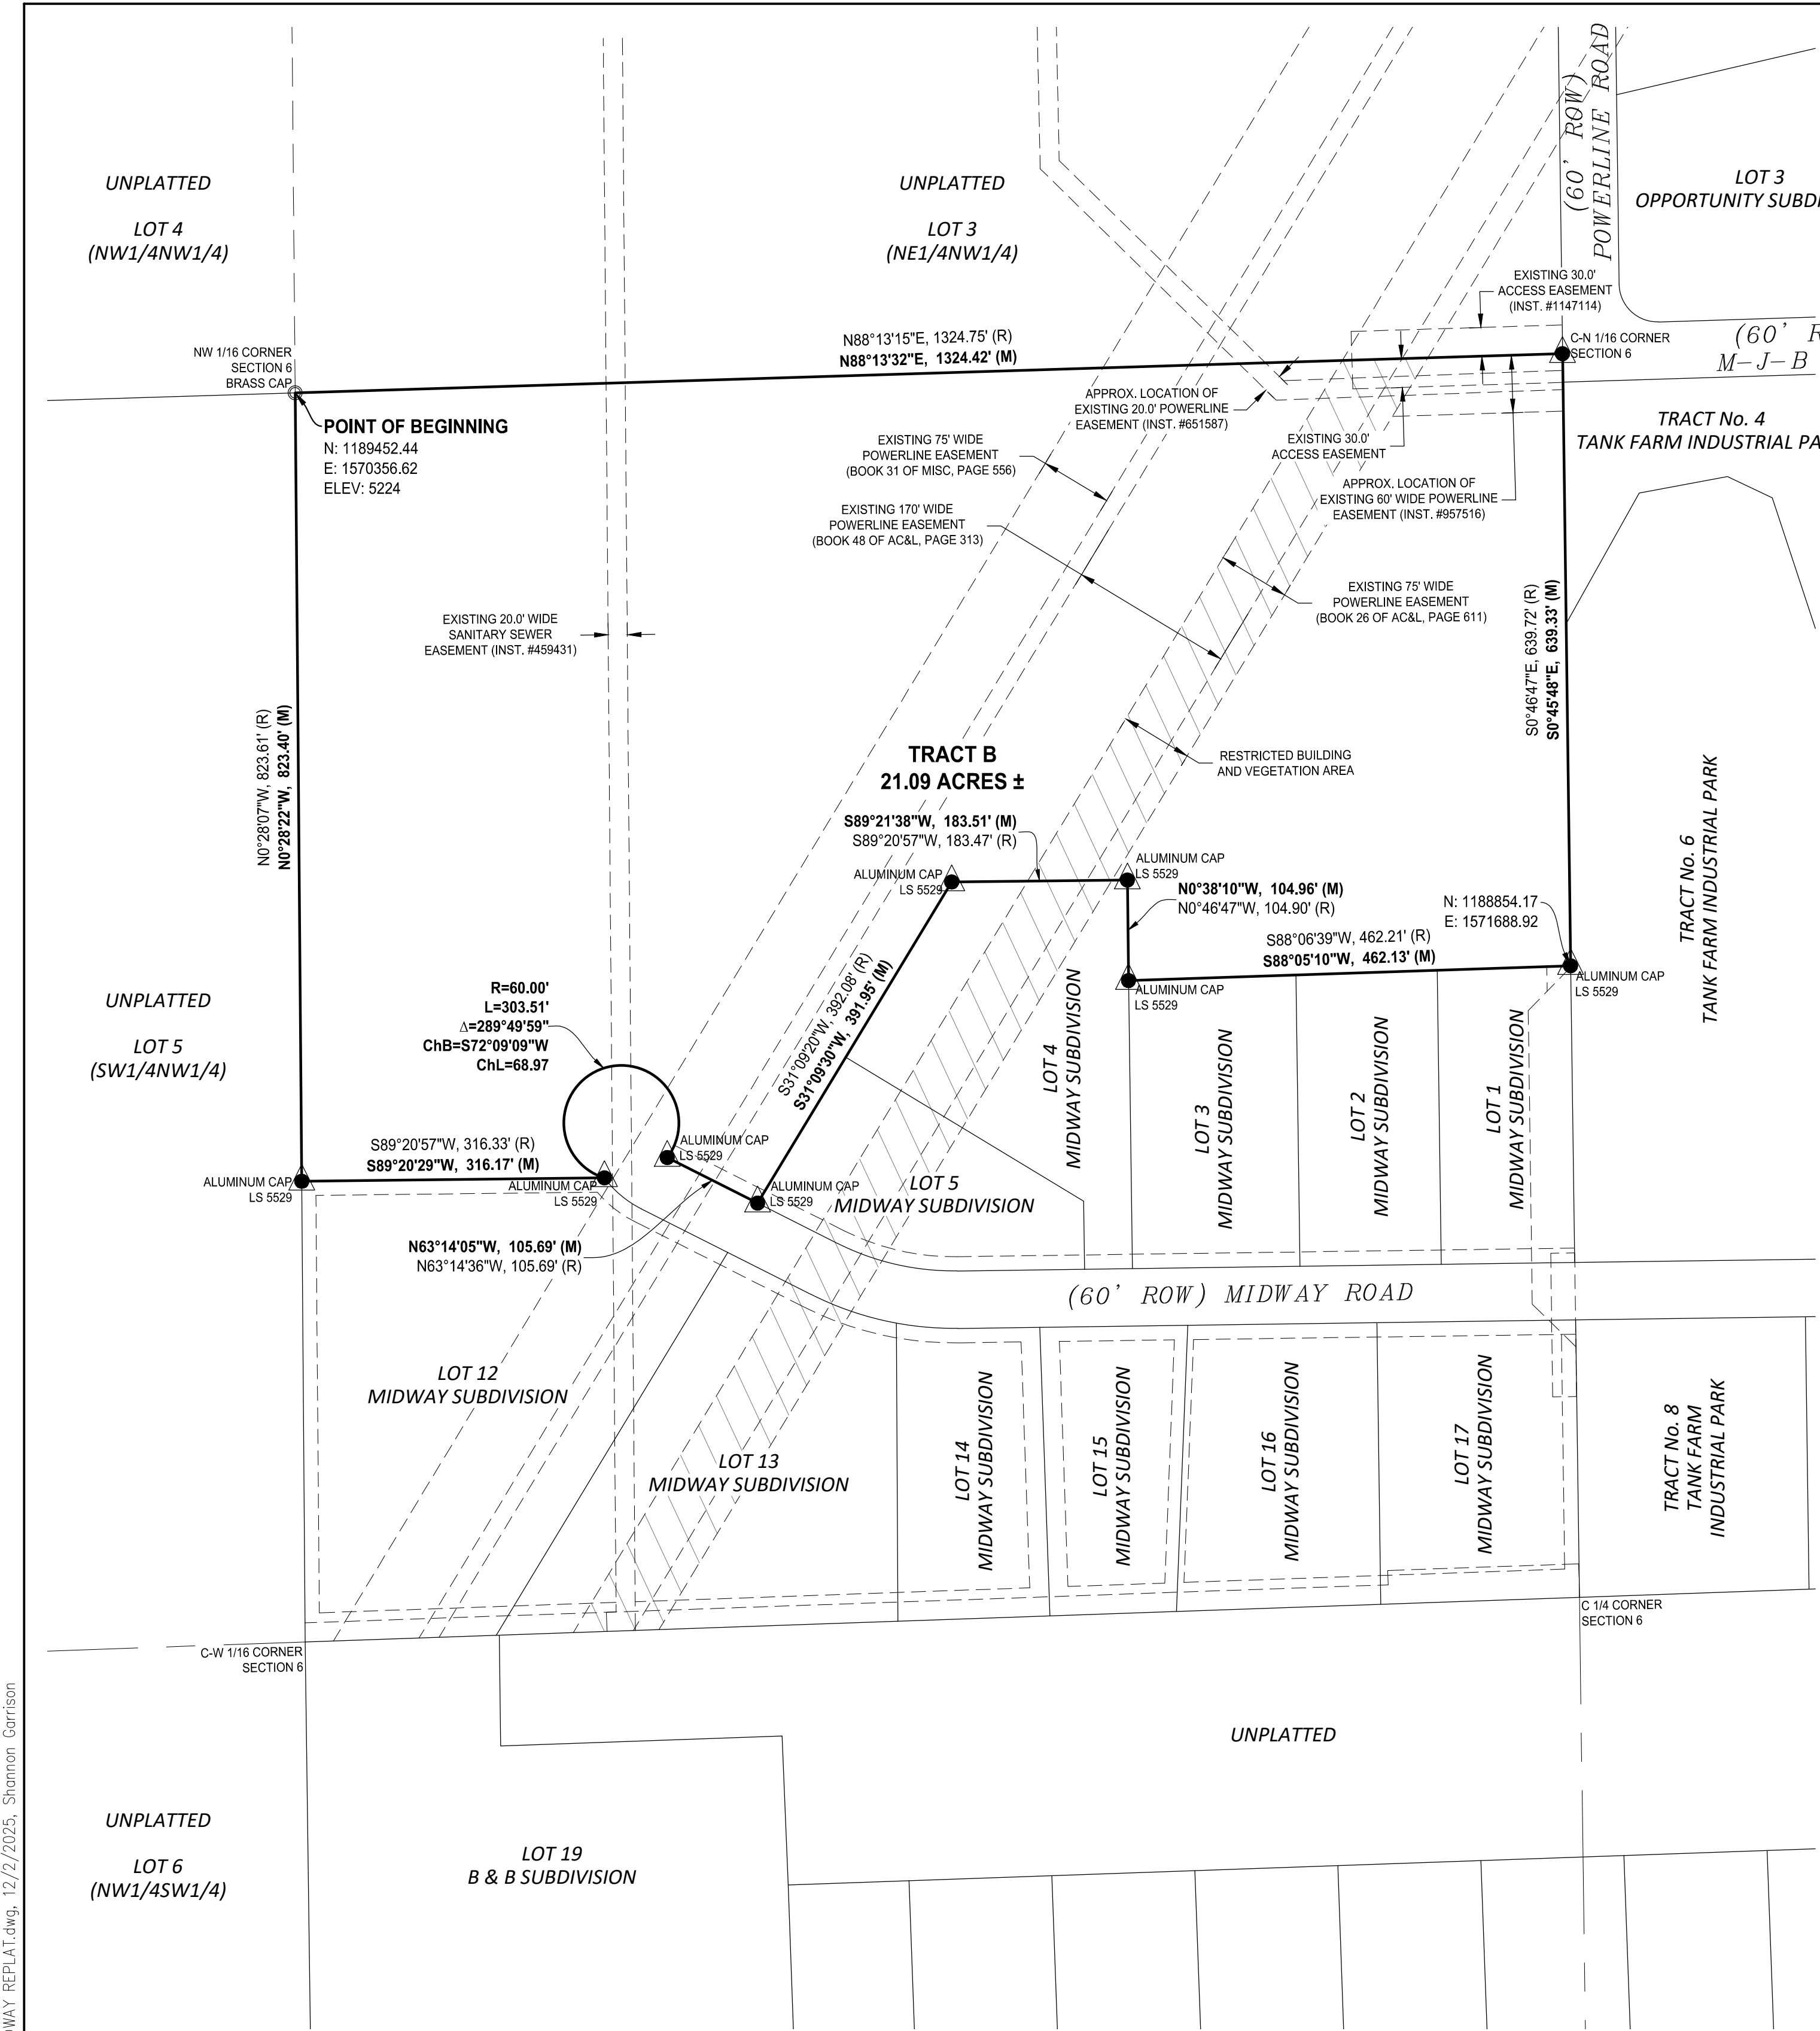 (60' ROW)
POWERLINE ROAD
UNPLATTED
LOT 4
(NW1/4NW1/4)
UNPLATTED
LOT 3
(NE1/4NW1/4)
LOT 3
OPPORTUNITY SUBDI
EXISTING 30.0'
ACCESS EASEMENT
(INST. #1147114)
N88°13'15"E, 1324.75' (R)
N88°13'32"E, 1324.42' (M)
NW 1/16 CORNER
SECTION 6
BRASS CAP
C-N 1/16 CORNER
SECTION 6
(60' R
M-J-B
POINT OF BEGINNING
N: 1189452.44
E: 1570356.62
ELEV: 5224
APPROX. LOCATION OF
EXISTING 20.0' POWERLINE
EASEMENT (INST. #651587)
EXISTING 30.0'
ACCESS EASEMENT
TRACT No. 4
TANK FARM INDUSTRIAL PA
EXISTING 75' WIDE
POWERLINE EASEMENT
(BOOK 31 OF MISC, PAGE 556)
APPROX. LOCATION OF
EXISTING 60' WIDE POWERLINE
EASEMENT (INST. #957516)
EXISTING 170' WIDE
POWERLINE EASEMENT
(BOOK 48 OF AC&L, PAGE 313)
EXISTING 75' WIDE
POWERLINE EASEMENT
(BOOK 26 OF AC&L, PAGE 611)
EXISTING 20.0' WIDE
SANITARY SEWER
EASEMENT (INST. #459431)
S0°46'47"E, 639.72' (R)
S0°45'48"E, 639.33' (M)
N0°28'07"W, 823.61' (R)
N0°28'22"W, 823.40' (M)
TRACT B
21.09 ACRES ±
RESTRICTED BUILDING
AND VEGETATION AREA
S89°21'38"W, 183.51' (M)
S89°20'57"W, 183.47' (R)
ALUMINUM CAP
LS 5529
ALUMINUM CAP
LS 5529
N0°38'10"W, 104.96' (M)
N0°46'47"W, 104.90' (R)
N: 1188854.17
E: 1571688.92
S88°06'39"W, 462.21' (R)
S88°05'10"W, 462.13' (M)
TRACT No. 6
TANK FARM INDUSTRIAL PARK
ALUMINUM CAP
LS 5529
ALUMINUM CAP
LS 5529
UNPLATTED
LOT 5
(SW1/4NW1/4)
R=60.00'
L=303.51'
Δ=289°49'59"
ChB=S72°09'09"W
ChL=68.97
S31°09'20"W, 392.08' (R)
S31°09'30"W, 391.95' (M)
LOT 4
MIDWAY SUBDIVISION
LOT 3
MIDWAY SUBDIVISION
LOT 2
MIDWAY SUBDIVISION
LOT 1
MIDWAY SUBDIVISION
S89°20'57"W, 316.33' (R)
S89°20'29"W, 316.17' (M)
ALUMINUM CAP
LS 5529
ALUMINUM CAP
LS 5529
ALUMINUM CAP
LS 5529
ALUMINUM CAP
LS 5529
LOT 5
MIDWAY SUBDIVISION
N63°14'05"W, 105.69' (M)
N63°14'36"W, 105.69' (R)
(60' ROW) MIDWAY ROAD
LOT 12
MIDWAY SUBDIVISION
LOT 13
MIDWAY SUBDIVISION
LOT 14
MIDWAY SUBDIVISION
LOT 15
MIDWAY SUBDIVISION
LOT 16
MIDWAY SUBDIVISION
LOT 17
MIDWAY SUBDIVISION
TRACT No. 8
TANK FARM
INDUSTRIAL PARK
C 1/4 CORNER
SECTION 6
C-W 1/16 CORNER
SECTION 6
UNPLATTED
UNPLATTED
LOT 6
(NW1/4SW1/4)
LOT 19
B & B SUBDIVISION
DWAY REPLAT.dwg, 12/2/2025, Shannon Garrison